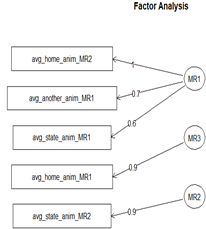 Factor Analysis
avg_home_anim_MR2
MR1
1
avg_another_anim_MR1
0.7
0.6
avg_state_anim_MR1
MR3
avg_home_anim_MR1
0.9
MR2
avg_state_anim_MR2
0.9